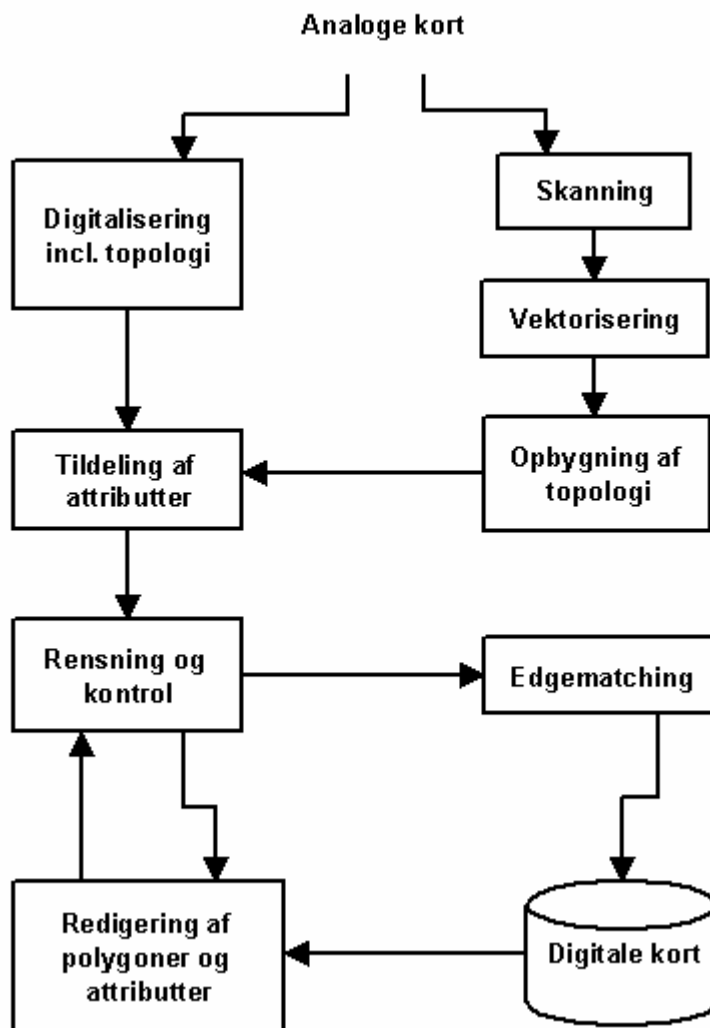 Analoge kort
Digitalisering
incl. topologi
Skanning
Vektorisering
Tildeling af
attributter
Opbygning af
topologi
Rensning og
kontrol
Edgematching
Redigering af
polygoner og
attributter
Digitale kort